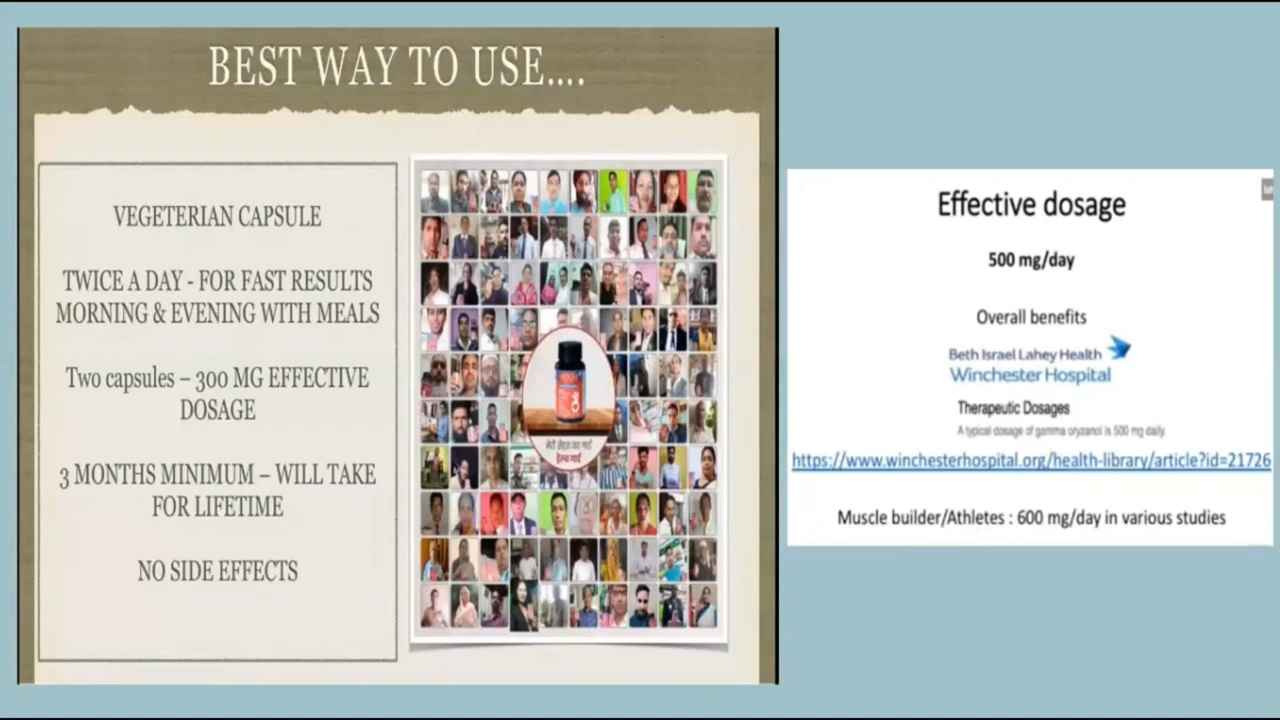 BEST WAY TO USE....
VEGETERIAN CAPSULE
TWICE A DAY - FOR FAST RESULTS
MORNING & EVENING WITH MEALS
Two capsules – 300 MG EFFECTIVE
DOSAGE
3 MONTHS MINIMUM – WILL TAKE
FOR LIFETIME
NO SIDE EFFECTS
मेरी सेहत का गार्ड
हेल्थ गार्ड
Effective dosage
500 mg/day
Overall benefits
Beth Israel Lahey Health
Winchester Hospital
Therapeutic Dosages
A typical dosage of gamma oryzanol is 500 mg daily.
https://www.winchesterhospital.org/health-library/article?id=21726
Muscle builder/Athletes : 600 mg/day in various studies